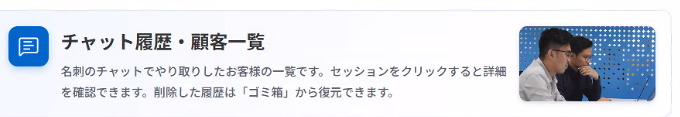 チャット履歴・顧客一覧
名刺のチャットでやり取りしたお客様の一覧です。セッションをクリックすると詳細
を確認できます。削除した履歴は「ゴミ箱」から復元できます。